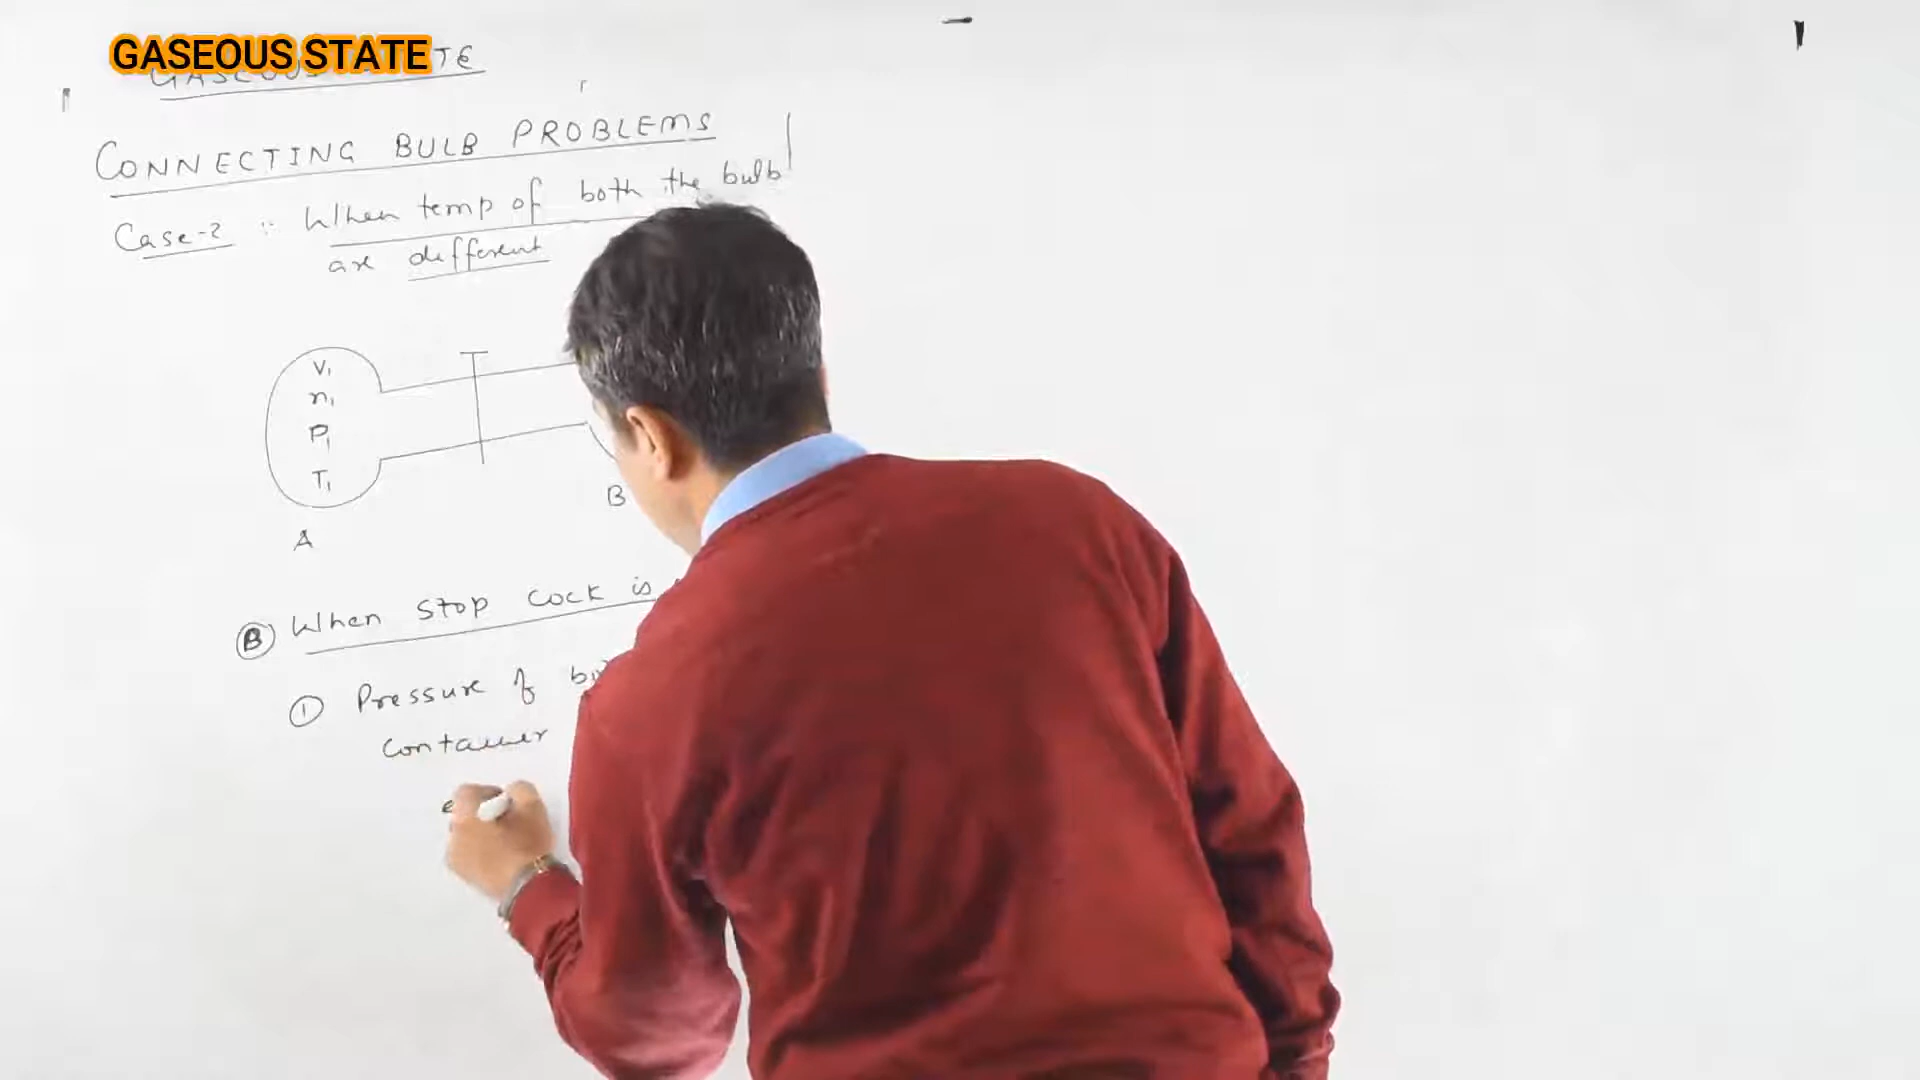 GASEOUS STATE
CONNECTING BULB PROBLEMS
Case-2 : When temp of both the bulb
are different
V1
n1
P1
T1
A
B
B When stop cock is
1 Pressure of
container